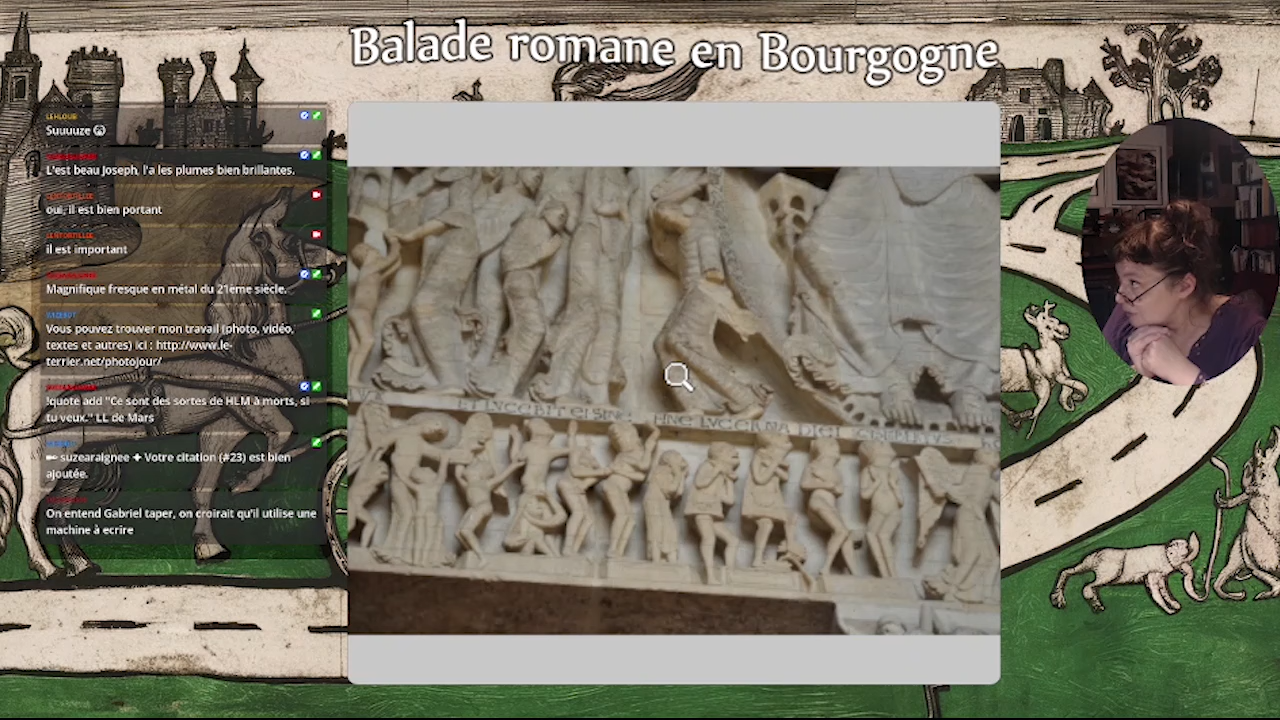 Balade romane en Bourgogne
LEHLOUB
Suuuuze
L'est beau Joseph, l'a les plumes bien brillantes.
oui, il est bien portant
il est important
Magnifique fresque en métal du 21ème siècle.
Vous pouvez trouver mon travail (photo, vidéo,
textes et autres) ici : http://www.le-
terrier.net/photojour/
!quote add "Ce sont des sortes de HLM à morts, si
tu veux." LL de Mars
suzearaignee ✦ Votre citation (#23) est bien
ajoutée.
On entend Gabriel taper, on croirait qu'il utilise une
machine à ecrire